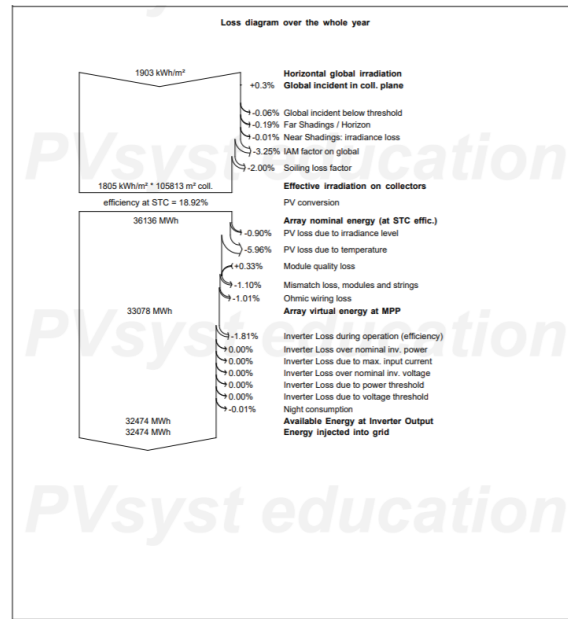 Loss diagram over the whole year
1903 kWh/m² Horizontal global irradiation
+0.3% Global incident in coll. plane
-0.06% Global incident below threshold
-0.19% Far Shadings / Horizon
-0.01% Near Shadings: irradiance loss
PVsyst education
-3.25% IAM factor on global
-2.00% Soiling loss factor
1805 kWh/m² * 105813 m² coll. Effective irradiation on collectors
efficiency at STC = 18.92% PV conversion
36136 MWh Array nominal energy (at STC effic.)
-0.90% PV loss due to irradiance level
-5.96% PV loss due to temperature
+0.33% Module quality loss
-1.10% Mismatch loss, modules and strings
-1.01% Ohmic wiring loss
33078 MWh Array virtual energy at MPP
PVsyst education
-1.81% Inverter Loss during operation (efficiency)
0.00% Inverter Loss over nominal inv. power
0.00% Inverter Loss due to max. input current
0.00% Inverter Loss over nominal inv. voltage
0.00% Inverter Loss due to power threshold
0.00% Inverter Loss due to voltage threshold
-0.01% Night consumption
32474 MWh Available Energy at Inverter Output
32474 MWh Energy injected into grid
PVsyst education